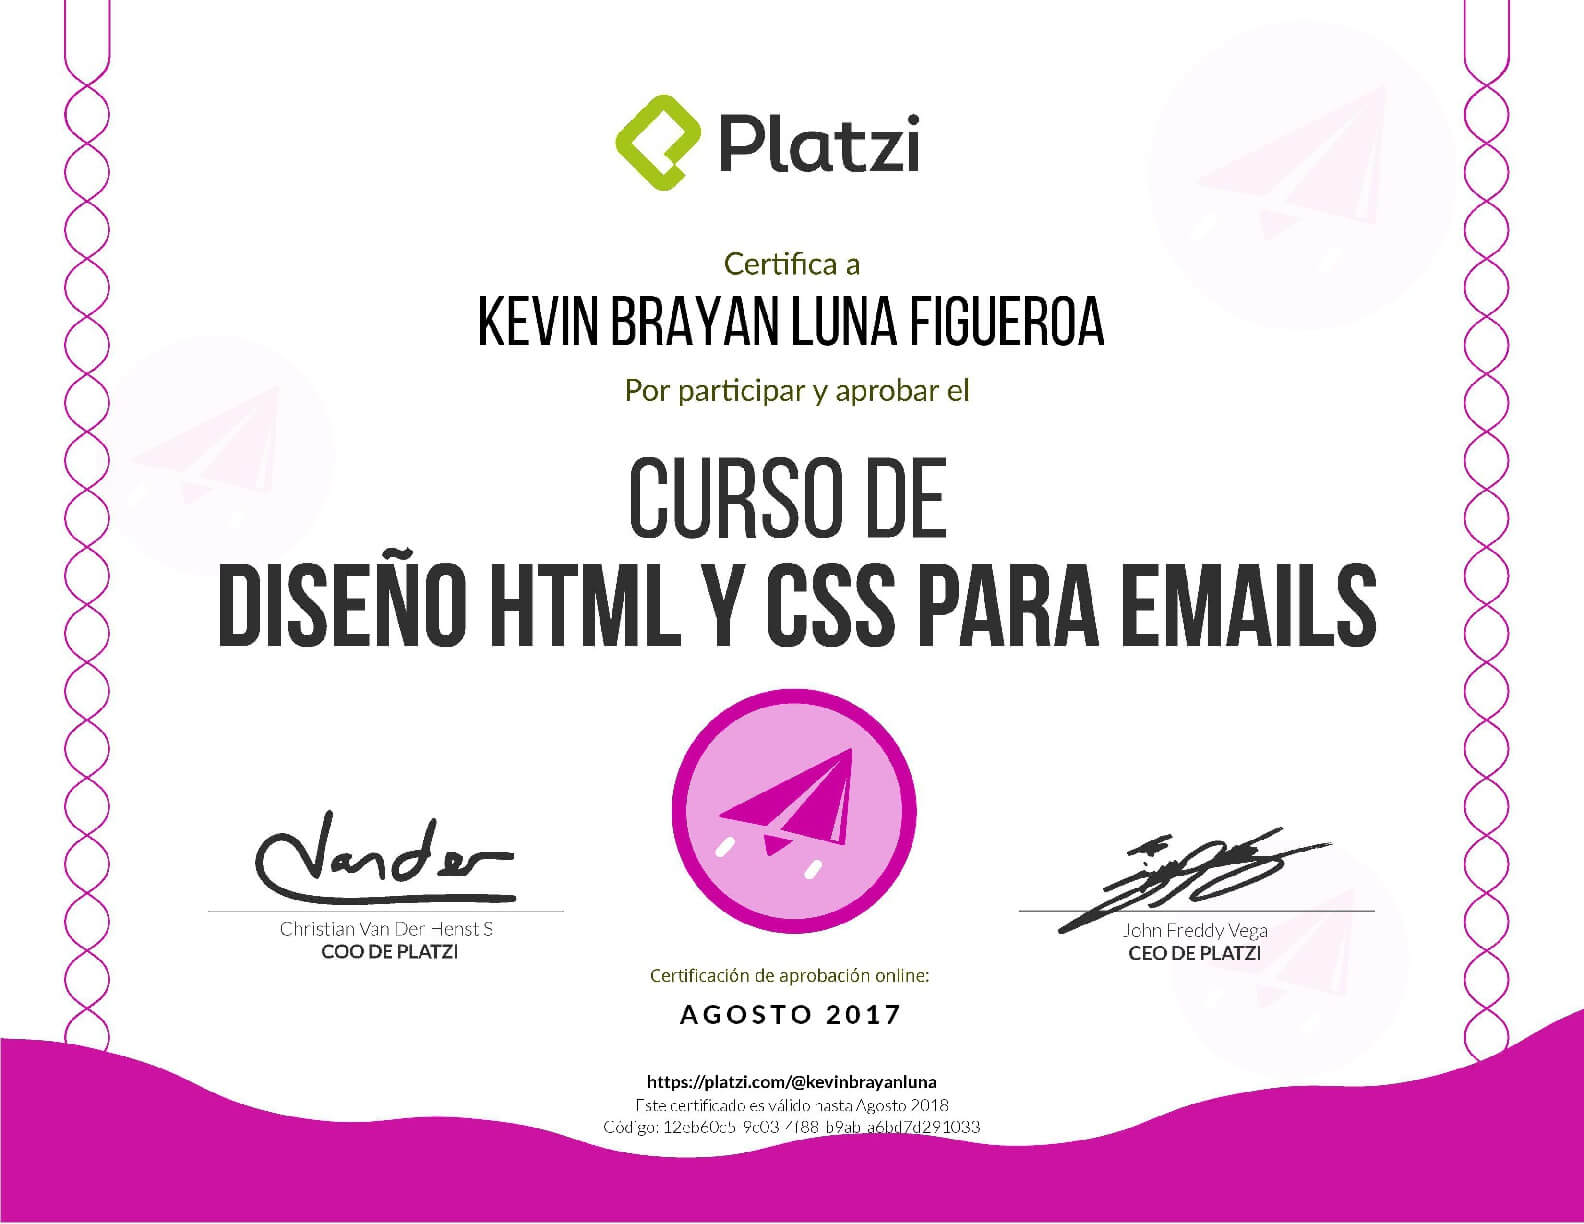 Platzi
Certifica a
KEVIN BRAYAN LUNA FIGUEROA
Por participar y aprobar el
CURSO DE
DISEÑO HTML Y CSS PARA EMAILS
Vander
Christian Van Der Henst S
COO DE PLATZI
John Freddy Vega
CEO DE PLATZI
Certificación de aprobación online:
AGOSTO 2017
https://platzi.com/@kevinbrayanluna
Este certificado es válido hasta Agosto 2018
Código: